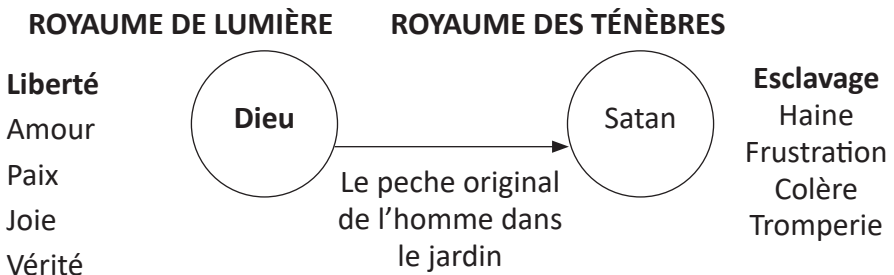 ROYAUME DE LUMIÈRE
ROYAUME DES TÉNÈBRES
Liberté
Amour
Paix
Joie
Vérité
Dieu
Le peche original
de l'homme dans
le jardin
Satan
Esclavage
Haine
Frustration
Colère
Tromperie